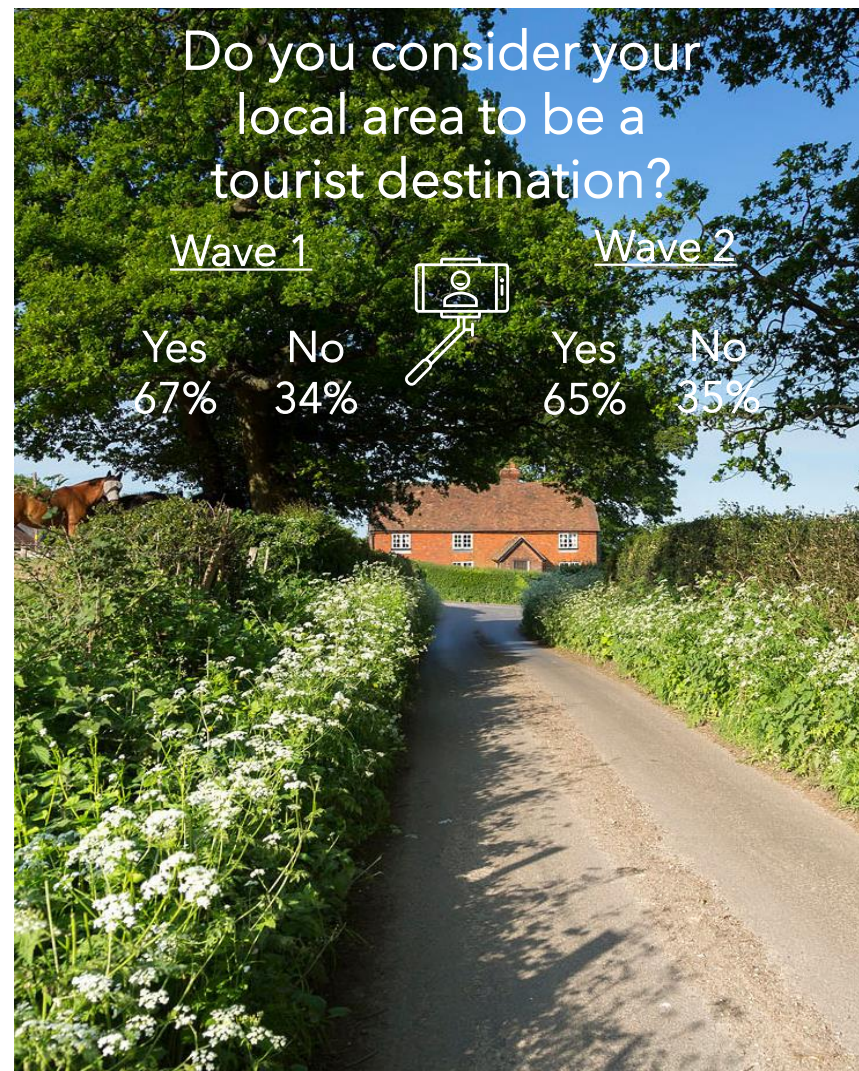 Do you consider your
local area to be a
tourist destination?
Wave 1
Wave 2
Yes No
67% 34%
Yes No
65% 35%